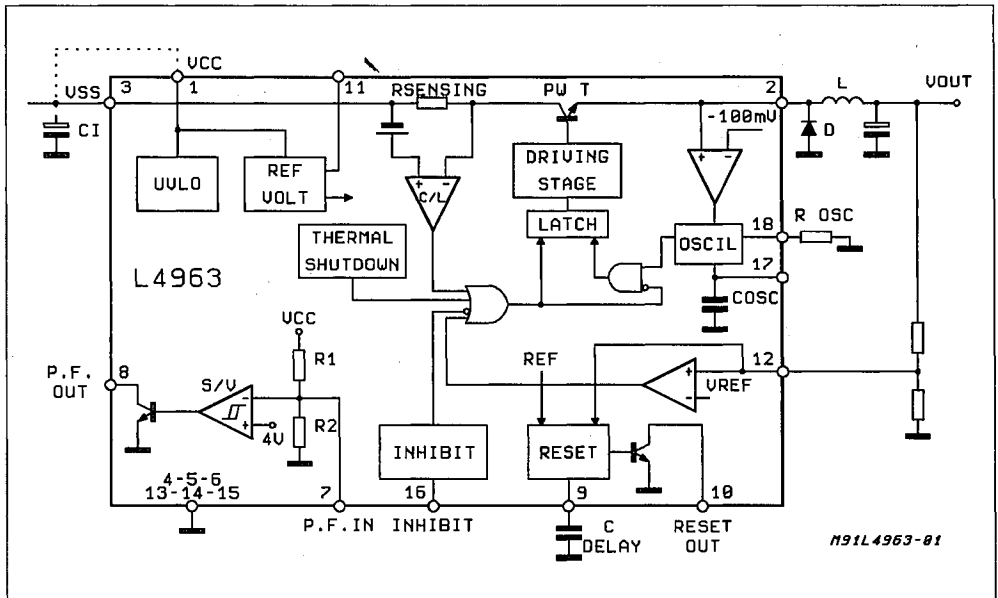 VCC
VSS
3
1
11
RSENSING
PW T
2
L
VOUT
CI
-100mV
D
+
-
UVLO
REF
VOLT
+
-
C/L
DRIVING
STAGE
LATCH
OSCIL
18
R OSC
THERMAL
SHUTDOWN
17
COSC
L4963
VCC
R1
P.F.
OUT
8
S/V
-
+
4V
R2
REF
12
+
-
VREF
INHIBIT
RESET
4-5-6
13-14-15
7
16
9
10
P.F.IN
INHIBIT
C
DELAY
RESET
OUT
M91L4963-01